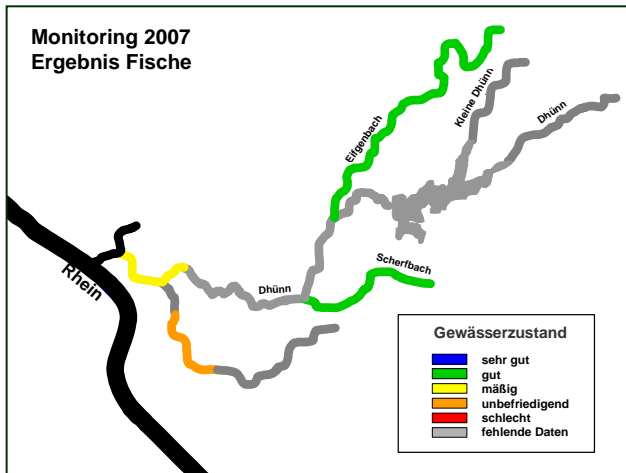 Monitoring 2007
Ergebnis Fische
Eifgenbach
Kleine Dhünn
Dhünn
Rhein
Dhünn
Scherfbach
Gewässerzustand
sehr gut
gut
mäßig
unbefriedigend
schlecht
fehlende Daten